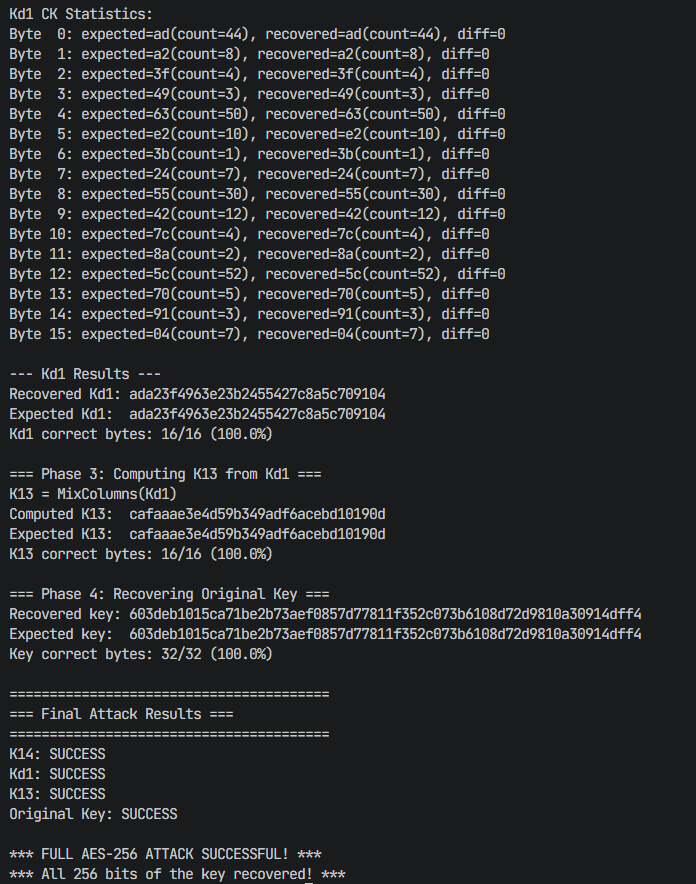 Kd1 CK Statistics:
Byte  0: expected=ad(count=44), recovered=ad(count=44), diff=0
Byte  1: expected=a2(count=8), recovered=a2(count=8), diff=0
Byte  2: expected=3f(count=4), recovered=3f(count=4), diff=0
Byte  3: expected=49(count=3), recovered=49(count=3), diff=0
Byte  4: expected=63(count=50), recovered=63(count=50), diff=0
Byte  5: expected=e2(count=10), recovered=e2(count=10), diff=0
Byte  6: expected=3b(count=1), recovered=3b(count=1), diff=0
Byte  7: expected=24(count=7), recovered=24(count=7), diff=0
Byte  8: expected=55(count=30), recovered=55(count=30), diff=0
Byte  9: expected=42(count=12), recovered=42(count=12), diff=0
Byte 10: expected=7c(count=4), recovered=7c(count=4), diff=0
Byte 11: expected=8a(count=2), recovered=8a(count=2), diff=0
Byte 12: expected=5c(count=52), recovered=5c(count=52), diff=0
Byte 13: expected=70(count=5), recovered=70(count=5), diff=0
Byte 14: expected=91(count=3), recovered=91(count=3), diff=0
Byte 15: expected=04(count=7), recovered=04(count=7), diff=0

--- Kd1 Results ---
Recovered Kd1: ada23f4963e23b2455427c8a5c709104
Expected Kd1:  ada23f4963e23b2455427c8a5c709104
Kd1 correct bytes: 16/16 (100.0%)

=== Phase 3: Computing K13 from Kd1 ===
K13 = MixColumns(Kd1)
Computed K13:  cafaaae3e4d59b349adf6acebd10190d
Expected K13:  cafaaae3e4d59b349adf6acebd10190d
K13 correct bytes: 16/16 (100.0%)

=== Phase 4: Recovering Original Key ===
Recovered key: 603deb1015ca71be2b73aef0857d77811f352c073b6108d72d9810a30914dff4
Expected key:  603deb1015ca71be2b73aef0857d77811f352c073b6108d72d9810a30914dff4
Key correct bytes: 32/32 (100.0%)

========================================
=== Final Attack Results ===
========================================
K14: SUCCESS
Kd1: SUCCESS
K13: SUCCESS
Original Key: SUCCESS

*** FULL AES-256 ATTACK SUCCESSFUL! ***
*** All 256 bits of the key recovered! ***